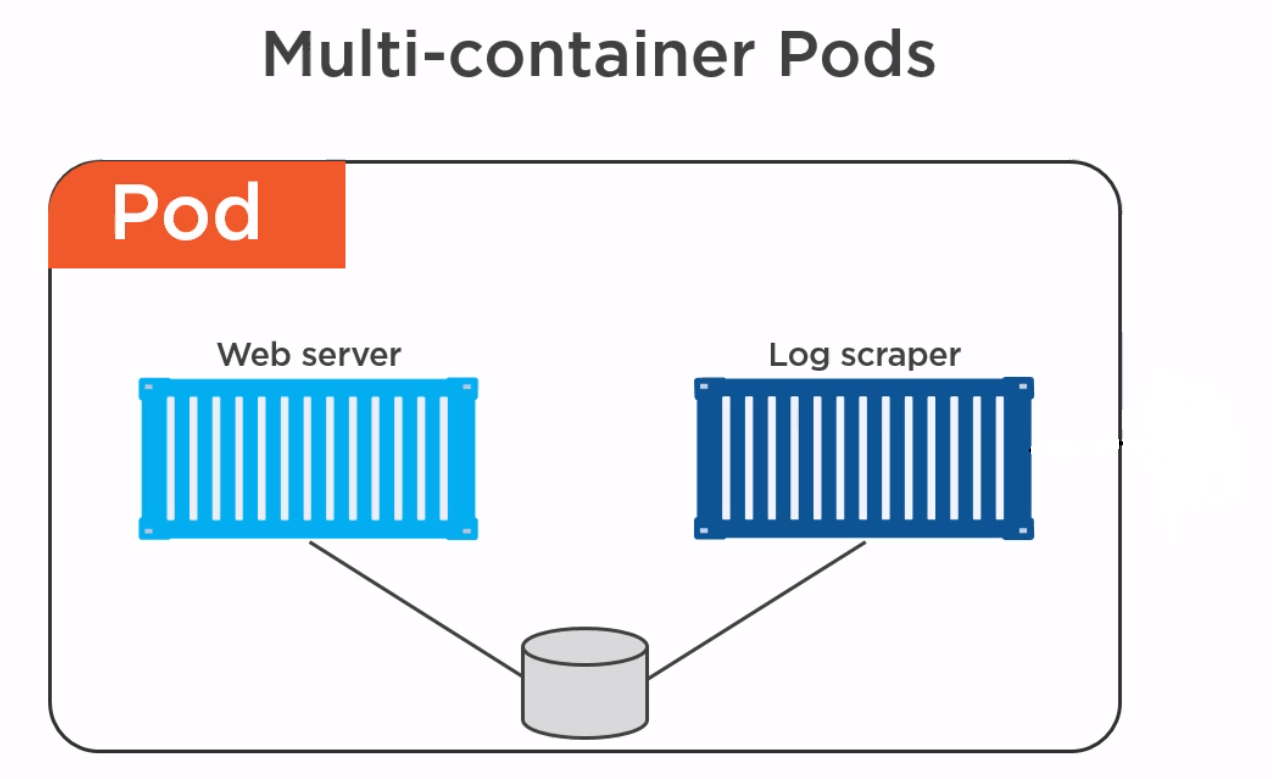 Multi-container Pods
Pod
Web server
Log scraper